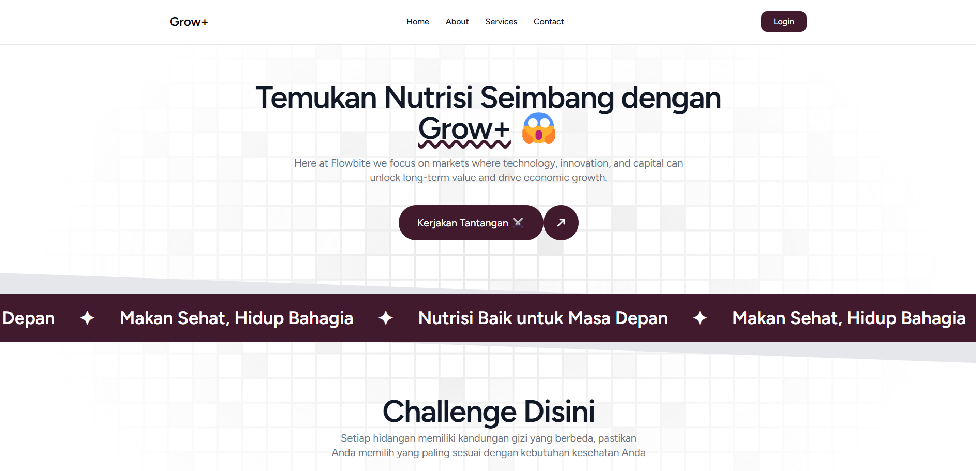 Grow+
Home About Services Contact
Login
Temukan Nutrisi Seimbang dengan
Grow+ 😱
Here at Flowbite we focus on markets where technology, innovation, and capital can
unlock long-term value and drive economic growth.
Kerjakan Tantangan ⚔️
Depan ✦ Makan Sehat, Hidup Bahagia ✦ Nutrisi Baik untuk Masa Depan ✦ Makan Sehat, Hidup Bahagia
Challenge Disini
Setiap hidangan memiliki kandungan gizi yang berbeda, pastikan
Anda memilih yang paling sesuai dengan kebutuhan kesehatan Anda